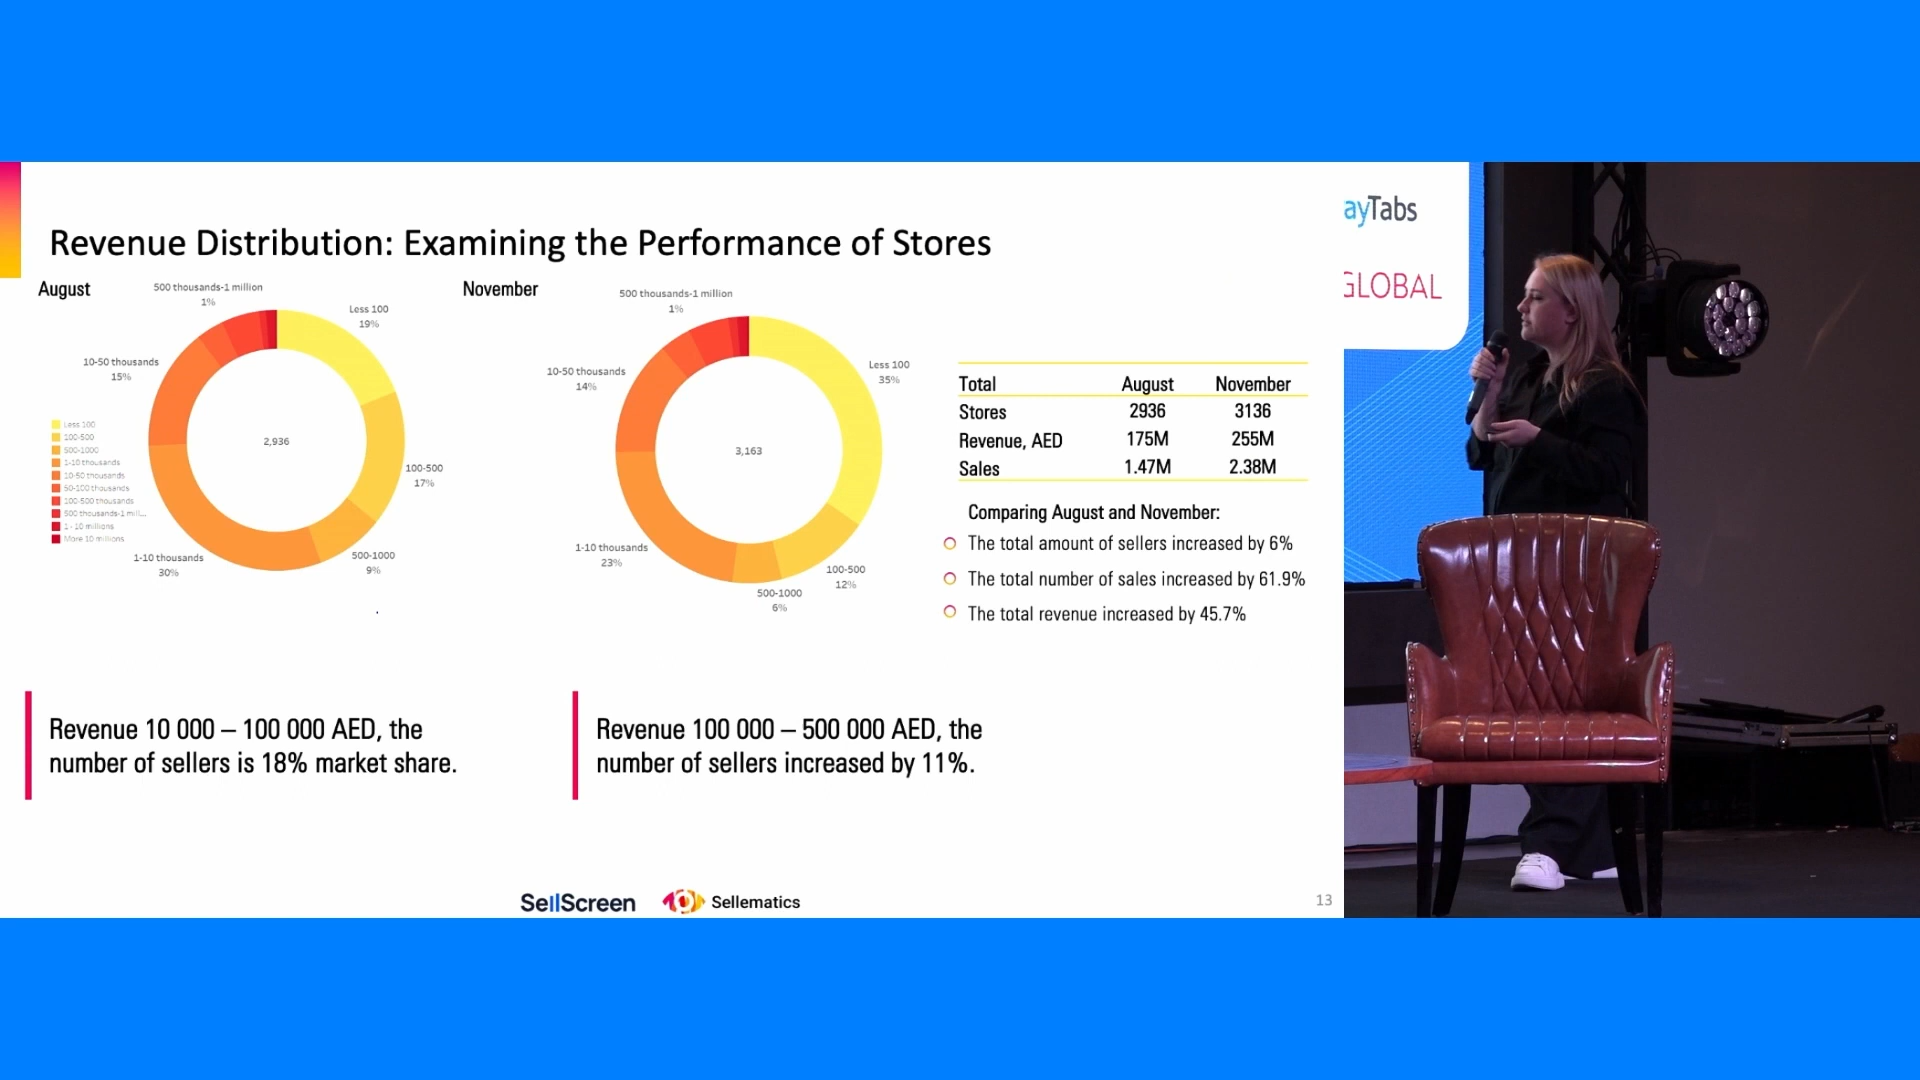 Revenue Distribution: Examining the Performance of Stores
August
500 thousands-1 million
1%
Less 100
19%
10-50 thousands
15%
2,936
100-500
17%
500-1000
9%
1-10 thousands
30%
Less 100
100-500
500-1000
1-10 thousands
10-50 thousands
50-100 thousands
100-500 thousands
500 thousands-1 mill...
1 - 10 millions
More 10 millions
November
500 thousands-1 million
1%
Less 100
35%
10-50 thousands
14%
3,163
1-10 thousands
23%
100-500
12%
500-1000
6%
Total August November
Stores 2936 3136
Revenue, AED 175M 255M
Sales 1.47M 2.38M
Comparing August and November:
The total amount of sellers increased by 6%
The total number of sales increased by 61.9%
The total revenue increased by 45.7%
Revenue 10 000 – 100 000 AED, the
number of sellers is 18% market share.
Revenue 100 000 – 500 000 AED, the
number of sellers increased by 11%.
SellScreen
Sellematics
13
ayTabs
GLOBAL